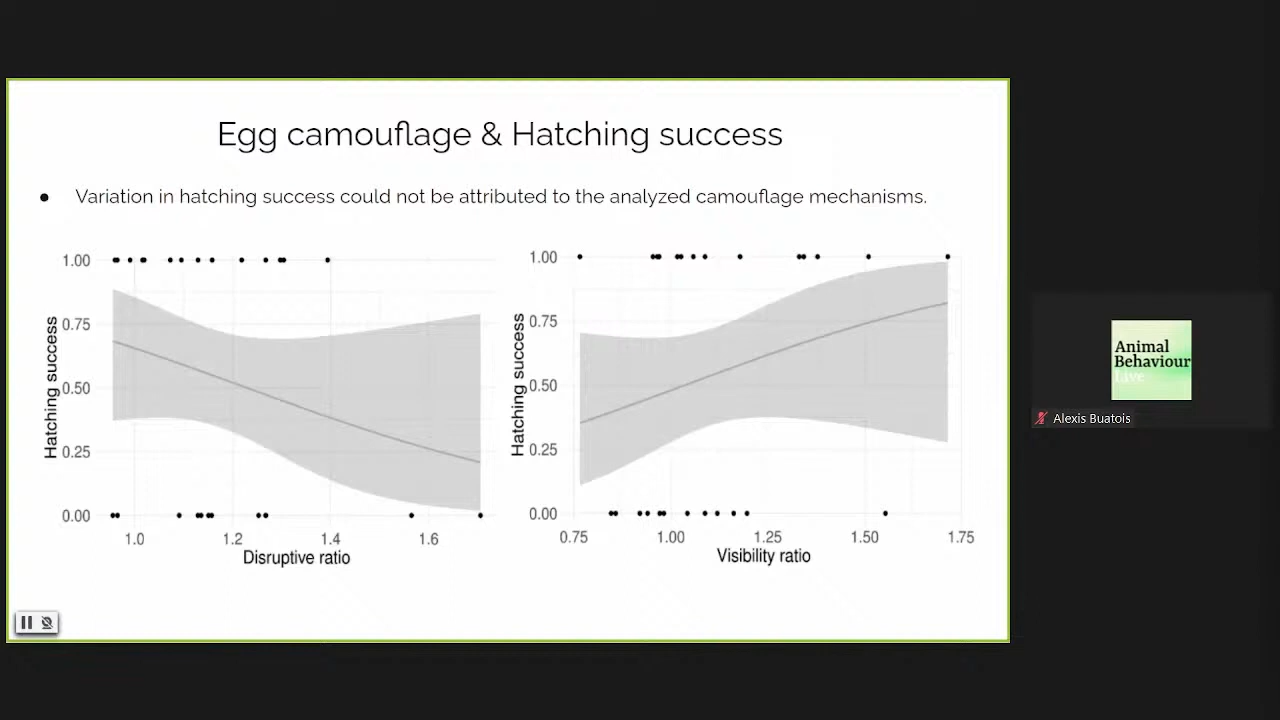 Egg camouflage & Hatching success
● Variation in hatching success could not be attributed to the analyzed camouflage mechanisms.
1.00
0.75
0.50
0.25
0.00
Hatching success
1.0 1.2 1.4 1.6
Disruptive ratio
1.00
0.75
0.50
0.25
0.00
Hatching success
0.75 1.00 1.25 1.50 1.75
Visibility ratio
Animal
Behaviour
Live
Alexis Buatois